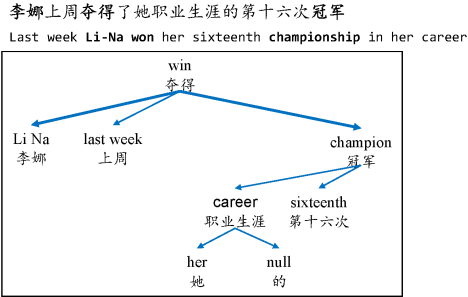 李娜上周夺得了她职业生涯的第十六次冠军
Last week Li-Na won her sixteenth championship in her career
win
夺得
Li Na last week champion
李娜 上周 冠军
career sixteenth
职业生涯 第十六次
her null
她 的